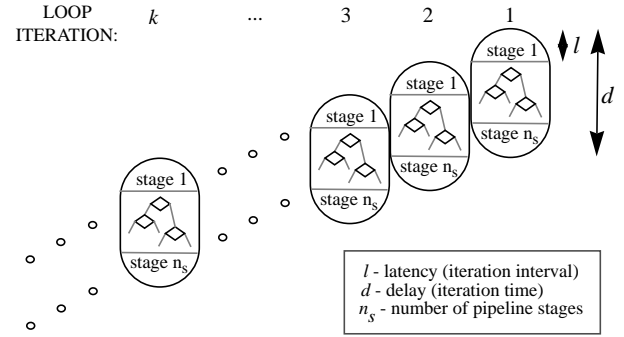 LOOP
ITERATION: k ... 3 2 1
l
d
stage 1
stage n_s
stage 1
stage n_s
stage 1
stage n_s
stage 1
stage n_s
l - latency (iteration interval)
d - delay (iteration time)
n_s - number of pipeline stages